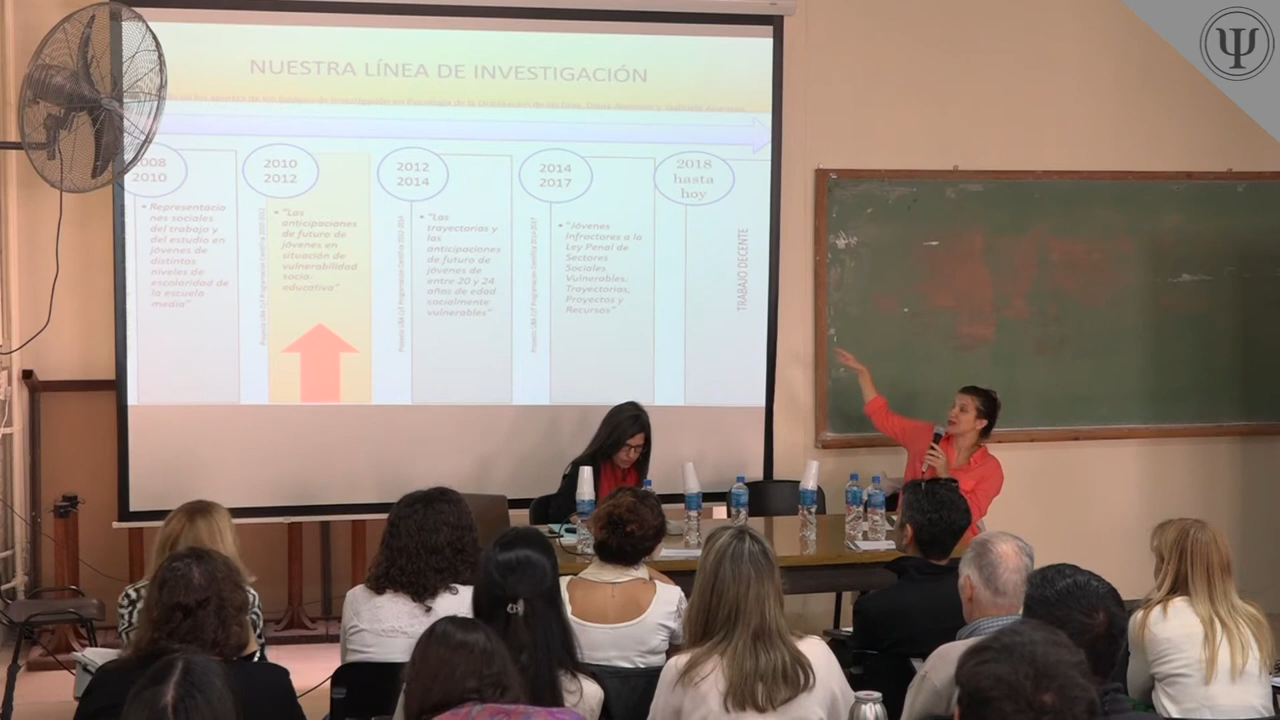 NUESTRA LÍNEA DE INVESTIGACIÓN
008
2010
• Representacio
nes sociales
del trabajo y
del estudio en
jóvenes de
distintos
niveles de
escolaridad de
la escuela
media"
2010
2012
• "Las
anticipaciones
de futuro de
jóvenes en
situación de
vulnerabilidad
socio-
educativa"
2012
2014
• "Las
trayectorias y
las
anticipaciones
de futuro de
jóvenes de
entre 20 y 24
años de edad
socialmente
vulnerables"
2014
2017
• "Jóvenes
Infractores a la
Ley Penal de
Sectores
Sociales
Vulnerables.
Trayectorias,
Proyectos y
Recursos"
2018
hasta
hoy
TRABAJO DECENTE
Ψ